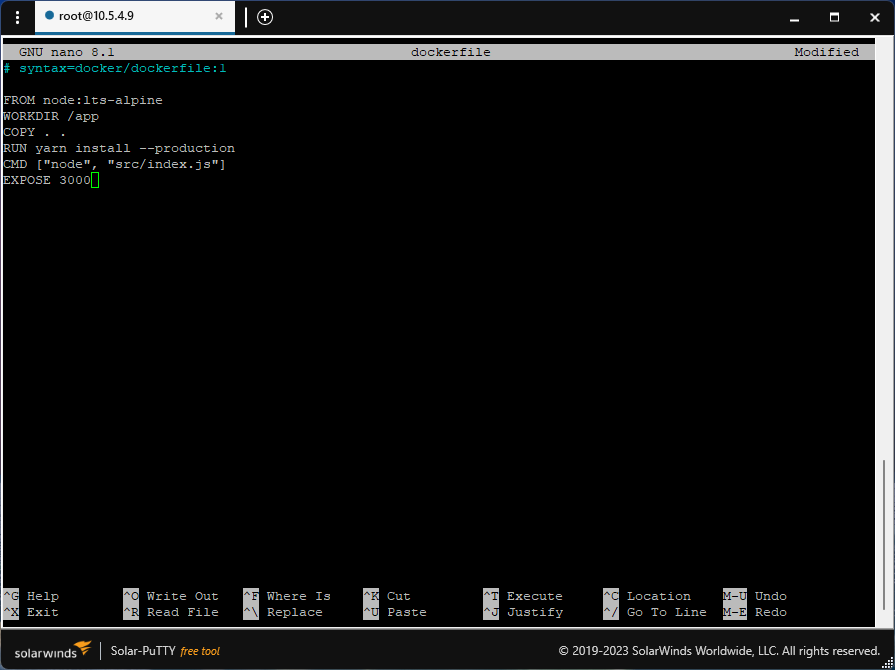 root@10.5.4.9
GNU nano 8.1 dockerfile Modified
# syntax=docker/dockerfile:1
FROM node:lts-alpine
WORKDIR /app
COPY . .
RUN yarn install --production
CMD ["node", "src/index.js"]
EXPOSE 3000
^G Help ^O Write Out ^F Where Is ^K Cut ^T Execute ^C Location M-U Undo
^X Exit ^R Read File ^\ Replace ^U Paste ^J Justify ^/ Go To Line M-E Redo
solarwinds Solar-PuTTY free tool © 2019-2023 SolarWinds Worldwide, LLC. All rights reserved.